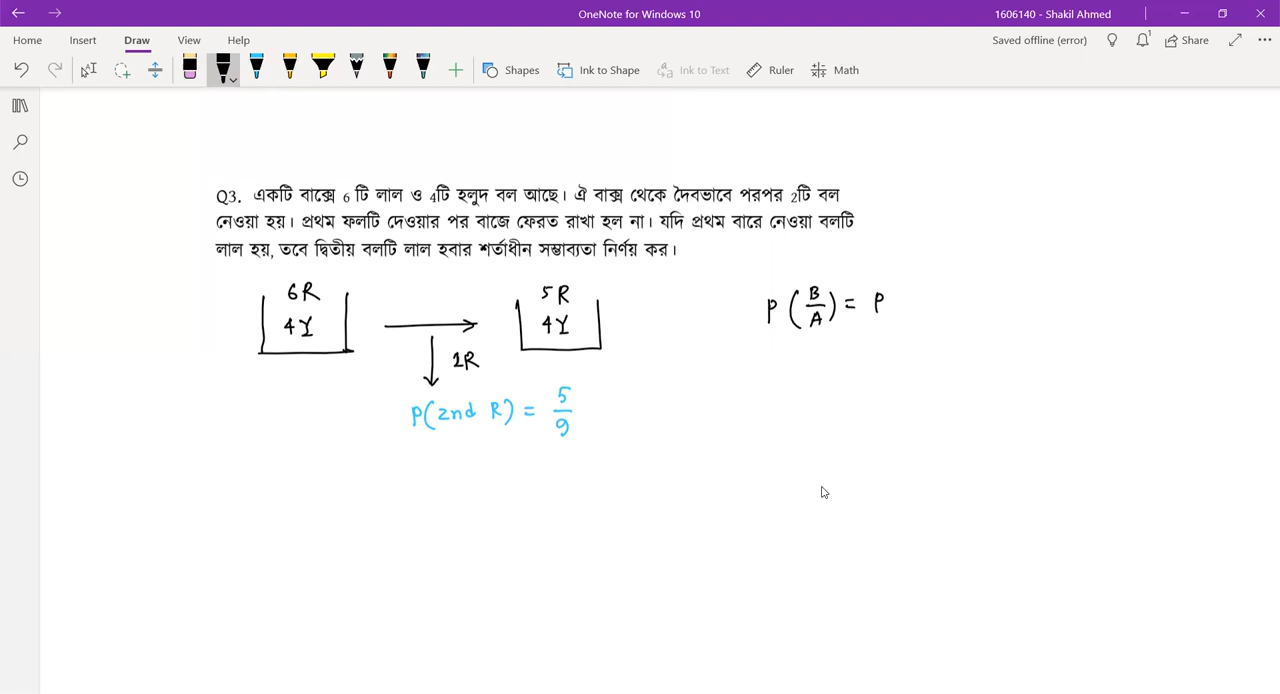 OneNote for Windows 10
1606140 - Shakil Ahmed
Home Insert Draw View Help
Saved offline (error) 1 Share
Shapes Ink to Shape Ink to Text Ruler Math
Q3. একটি বাক্সে 6 টি লাল ও 4টি হলুদ বল আছে। ঐ বাক্স থেকে দৈবভাবে পরপর 2টি বল
নেওয়া হয়। প্রথম ফলটি দেওয়ার পর বাজে ফেরত রাখা হল না। যদি প্রথম বারে নেওয়া বলটি
লাল হয়, তবে দ্বিতীয় বলটি লাল হবার শর্তাধীন সম্ভাব্যতা নির্ণয় কর।
6R 5R
4Y 4Y
P(B/A) = P
1R
P(2nd R) = 5/9